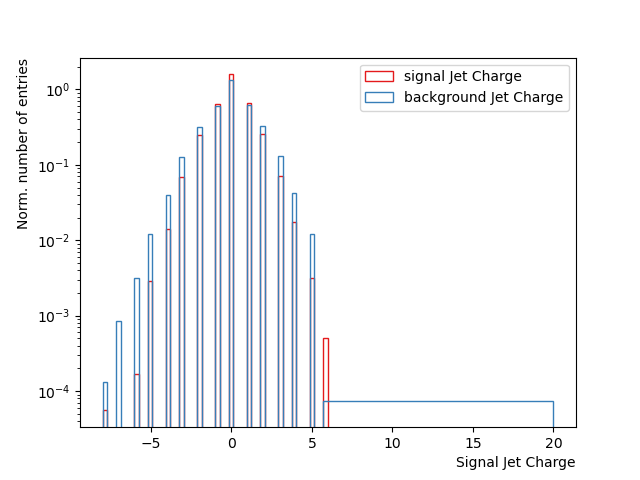 signal Jet Charge
background Jet Charge
Norm. number of entries
10⁰
10⁻¹
10⁻²
10⁻³
10⁻⁴
−5 0 5 10 15 20
Signal Jet Charge